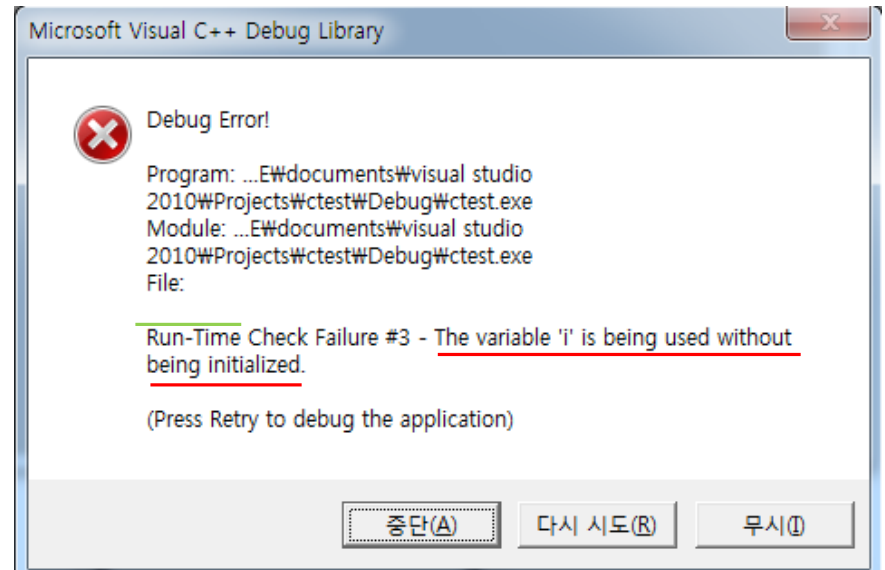 Microsoft Visual C++ Debug Library
Debug Error!
Program: ...E₩documents₩visual studio
2010₩Projects₩ctest₩Debug₩ctest.exe
Module: ...E₩documents₩visual studio
2010₩Projects₩ctest₩Debug₩ctest.exe
File:
Run-Time Check Failure #3 - The variable 'i' is being used without
being initialized.
(Press Retry to debug the application)
중단(A) 다시 시도(R) 무시(I)